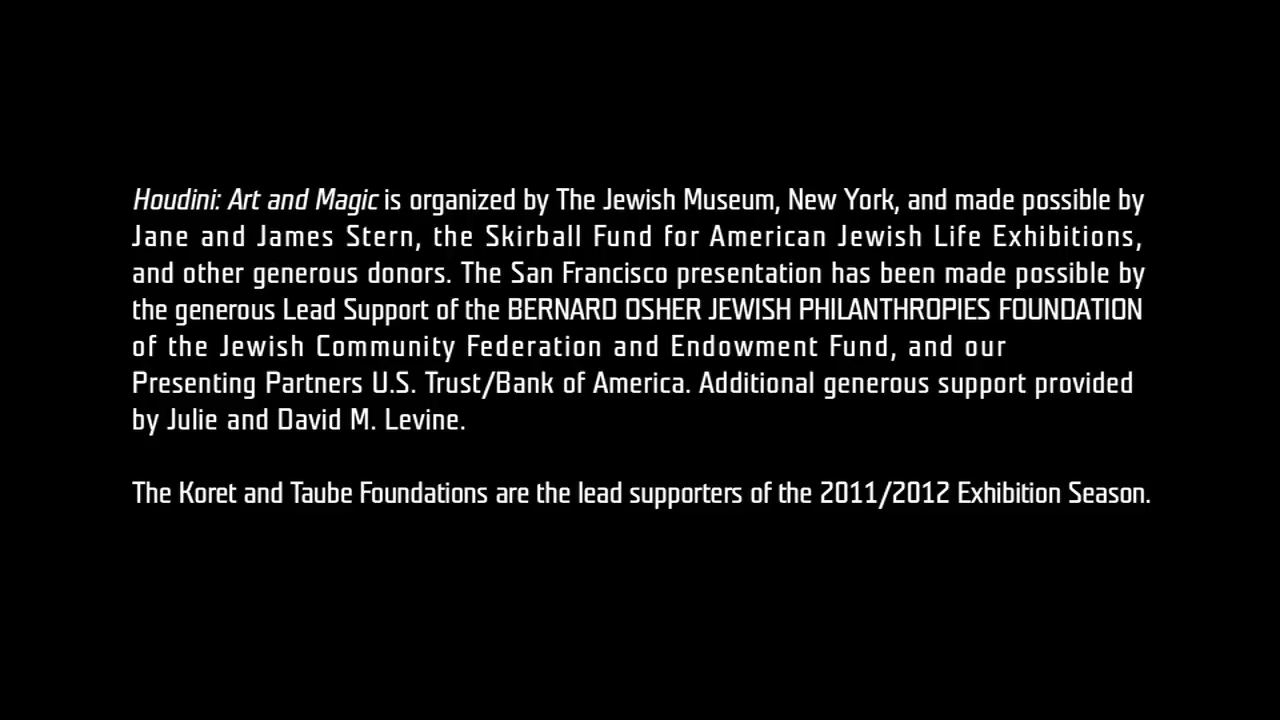 Houdini: Art and Magic is organized by The Jewish Museum, New York, and made possible by
Jane and James Stern, the Skirball Fund for American Jewish Life Exhibitions,
and other generous donors. The San Francisco presentation has been made possible by
the generous Lead Support of the BERNARD OSHER JEWISH PHILANTHROPIES FOUNDATION
of the Jewish Community Federation and Endowment Fund, and our
Presenting Partners U.S. Trust/Bank of America. Additional generous support provided
by Julie and David M. Levine.
The Koret and Taube Foundations are the lead supporters of the 2011/2012 Exhibition Season.